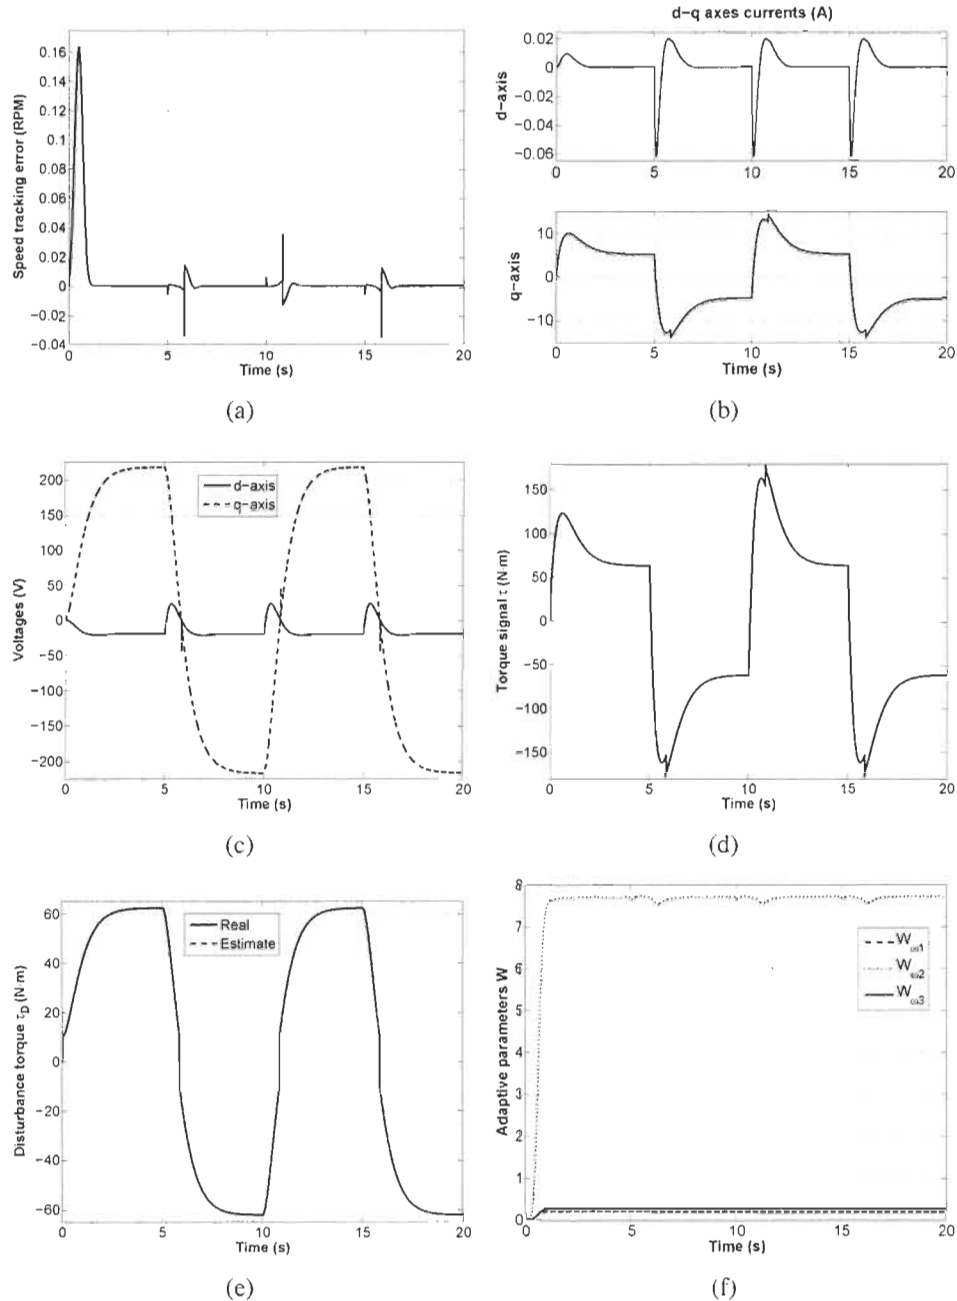 0.16
0.14
0.12
0.1
0.08
0.06
0.04
0.02
0
−0.02
−0.04
Speed tracking error (RPM)
0 5 10 15 20
Time (s)
(a)
d−q axes currents (A)
0.02
0
−0.02
−0.04
−0.06
d−axis
0 5 10 15 20
10
0
−10
q−axis
0 5 10 15 20
Time (s)
(b)
200
150
100
50
0
−50
−100
−150
−200
Voltages (V)
d−axis
q−axis
0 5 10 15 20
Time (s)
(c)
150
100
50
0
−50
−100
−150
Torque signal τ (N·m)
0 5 10 15 20
Time (s)
(d)
60
40
20
0
−20
−40
−60
Disturbance torque τD (N·m)
Real
Estimate
0 5 10 15 20
Time (s)
(e)
8
7
6
5
4
3
2
1
0
Adaptive parameters W
Wω1
Wω2
Wω3
0 5 10 15 20
Time (s)
(f)